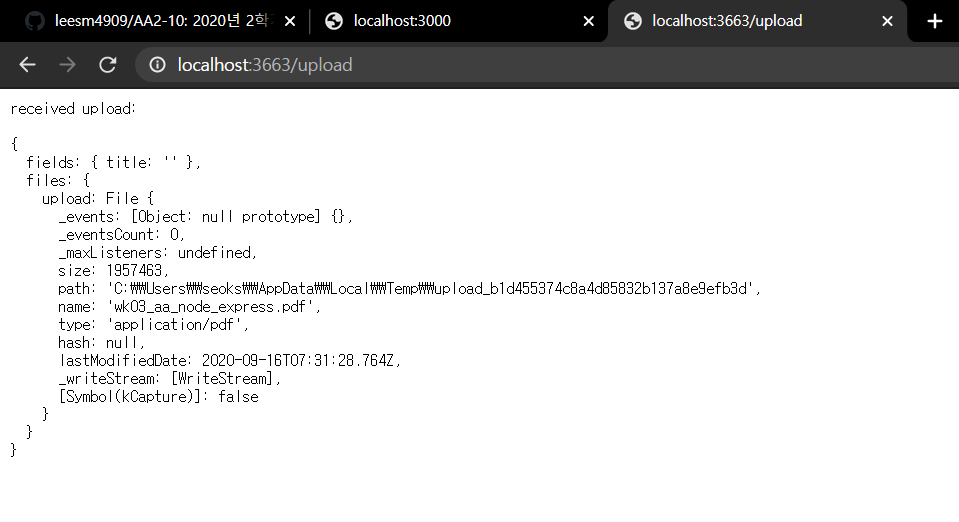 leesm4909/AA2-10: 2020년 2학
localhost:3000
localhost:3663/upload
localhost:3663/upload
received upload:
{
  fields: { title: '' },
  files: {
    upload: File {
      _events: [Object: null prototype] {},
      _eventsCount: 0,
      _maxListeners: undefined,
      size: 1957463,
      path: 'C:₩₩Users₩₩seoks₩₩AppData₩₩Local₩₩Temp₩₩upload_b1d455374c8a4d85832b137a8e9efb3d',
      name: 'wk03_aa_node_express.pdf',
      type: 'application/pdf',
      hash: null,
      lastModifiedDate: 2020-09-16T07:31:28.764Z,
      _writeStream: [WriteStream],
      [Symbol(kCapture)]: false
    }
  }
}